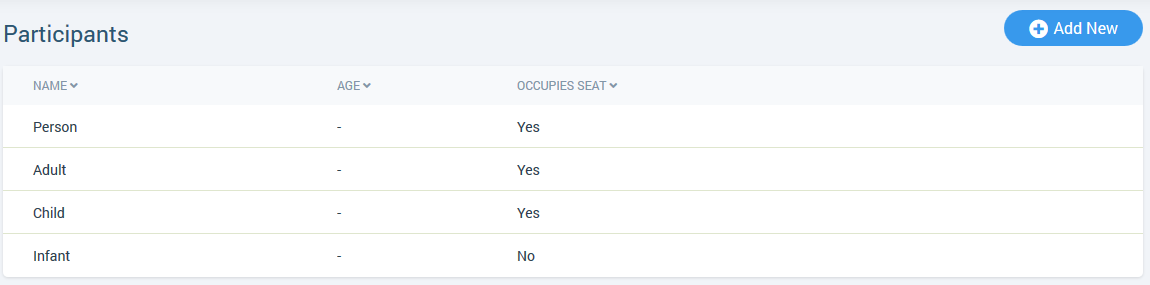 Participants
Add New
NAME AGE OCCUPIES SEAT
Person - Yes
Adult - Yes
Child - Yes
Infant - No